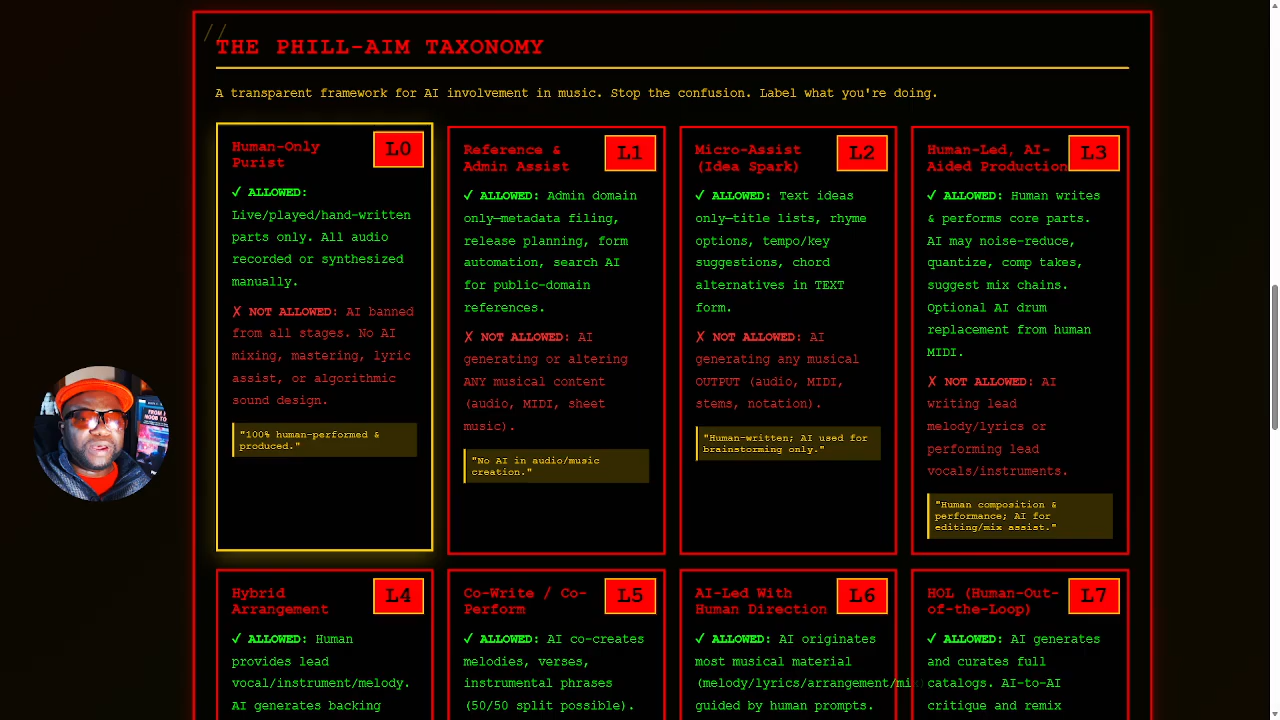 //
THE PHILL-AIM TAXONOMY
A transparent framework for AI involvement in music. Stop the confusion. Label what you're doing.
Human-Only
Purist
L0
✓ ALLOWED:
Live/played/hand-written
parts only. All audio
recorded or synthesized
manually.
✗ NOT ALLOWED: AI banned
from all stages. No AI
mixing, mastering, lyric
assist, or algorithmic
sound design.
"100% human-performed &
produced."
Reference &
Admin Assist
L1
✓ ALLOWED: Admin domain
only—metadata filing,
release planning, form
automation, search AI
for public-domain
references.
✗ NOT ALLOWED: AI
generating or altering
ANY musical content
(audio, MIDI, sheet
music).
"No AI in audio/music
creation."
Micro-Assist
(Idea Spark)
L2
✓ ALLOWED: Text ideas
only—title lists, rhyme
options, tempo/key
suggestions, chord
alternatives in TEXT
form.
✗ NOT ALLOWED: AI
generating any musical
OUTPUT (audio, MIDI,
stems, notation).
"Human-written; AI used for
brainstorming only."
Human-Led, AI-
Aided Production
L3
✓ ALLOWED: Human writes
& performs core parts.
AI may noise-reduce,
quantize, comp takes,
suggest mix chains.
Optional AI drum
replacement from human
MIDI.
✗ NOT ALLOWED: AI
writing lead
melody/lyrics or
performing lead
vocals/instruments.
"Human composition &
performance; AI for
editing/mix assist."
Hybrid
Arrangement
L4
✓ ALLOWED: Human
provides lead
vocal/instrument/melody.
AI generates backing
Co-Write / Co-
Perform
L5
✓ ALLOWED: AI co-creates
melodies, verses,
instrumental phrases
(50/50 split possible).
AI-Led With
Human Direction
L6
✓ ALLOWED: AI originates
most musical material
(melody/lyrics/arrangement/mix)
guided by human prompts.
HOL (Human-Out-
of-the-Loop)
L7
✓ ALLOWED: AI generates
and curates full
catalogs. AI-to-AI
critique and remix